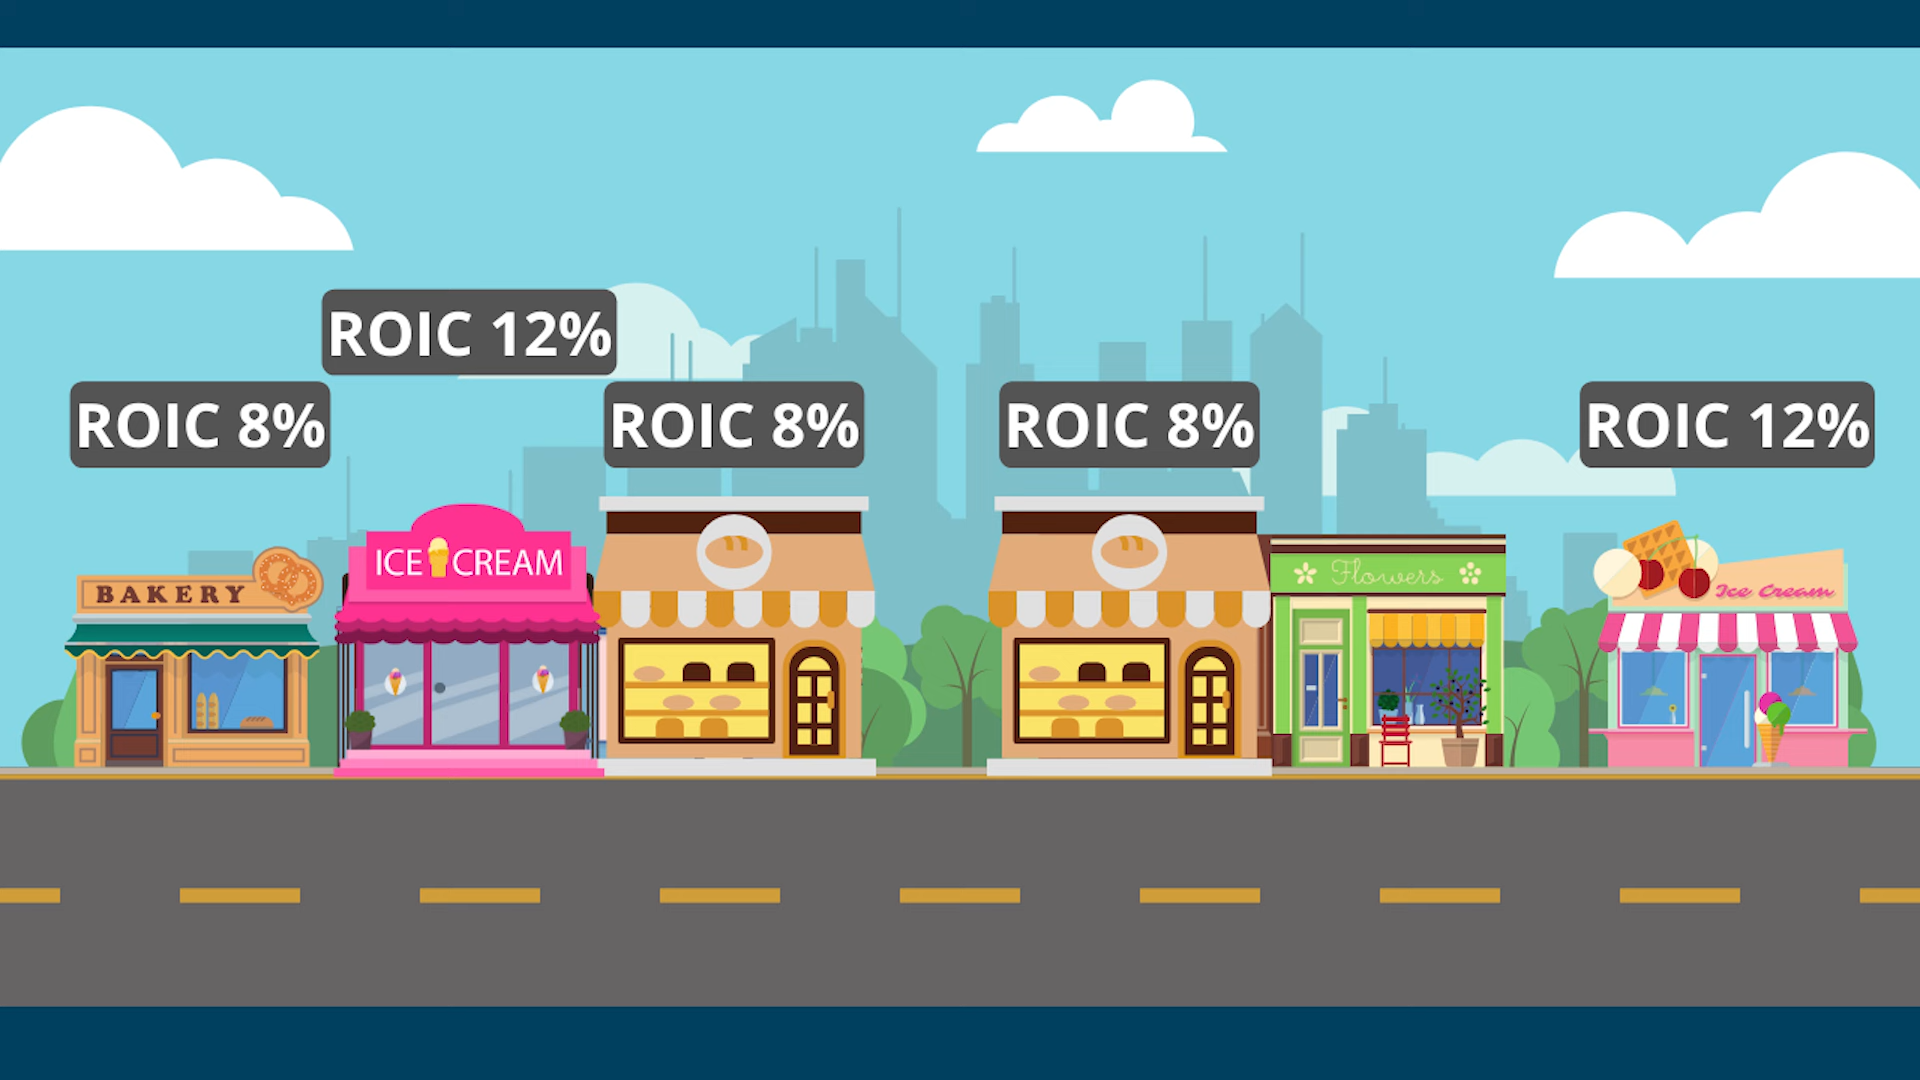 ROIC 12%
ROIC 8%
ROIC 8%
ROIC 8%
ROIC 12%
ICE CREAM
BAKERY
Flowers
Ice Cream